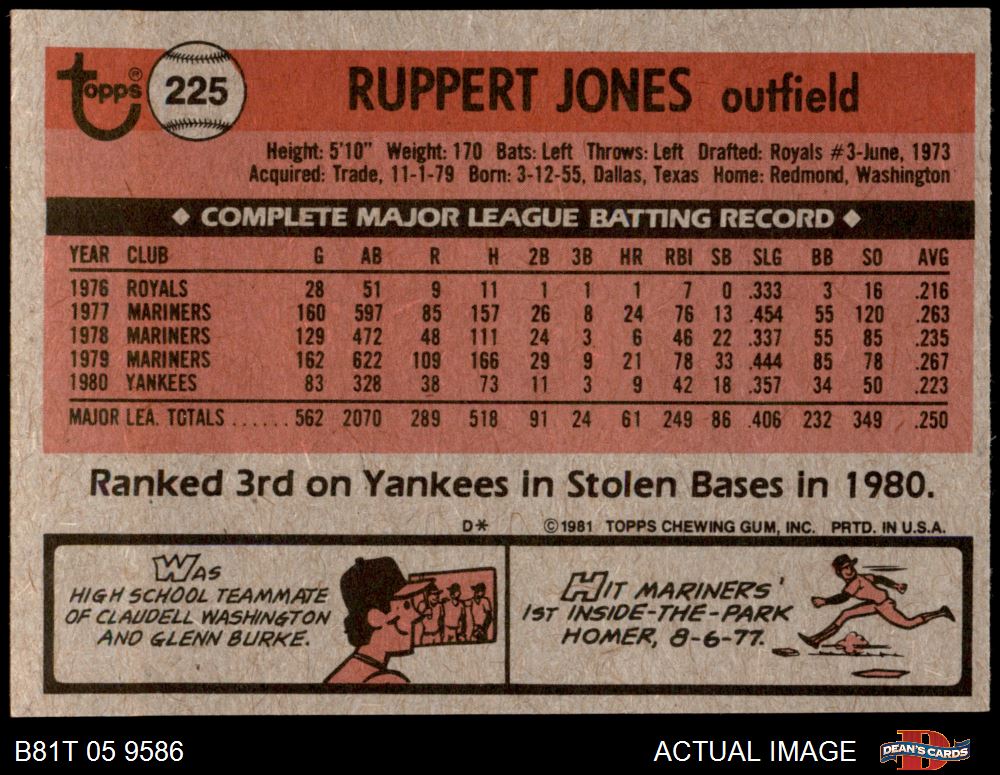 Topps® 225 RUPPERT JONES outfield
Height: 5'10" Weight: 170 Bats: Left Throws: Left Drafted: Royals #3-June, 1973
Acquired: Trade, 11-1-79 Born: 3-12-55, Dallas, Texas Home: Redmond, Washington
◆ COMPLETE MAJOR LEAGUE BATTING RECORD ◆
YEAR CLUB G AB R H 2B 3B HR RBI SB SLG BB SO AVG
1976 ROYALS 28 51 9 11 1 1 1 7 0 .333 3 16 .216
1977 MARINERS 160 597 85 157 26 8 24 76 13 .454 55 120 .263
1978 MARINERS 129 472 48 111 24 3 6 46 22 .337 55 85 .235
1979 MARINERS 162 622 109 166 29 9 21 78 33 .444 85 78 .267
1980 YANKEES 83 328 38 73 11 3 9 42 18 .357 34 50 .223
MAJOR LEA. TOTALS ...... 562 2070 289 518 91 24 61 249 86 .406 232 349 .250
Ranked 3rd on Yankees in Stolen Bases in 1980.
D* ©1981 TOPPS CHEWING GUM, INC. PRTD. IN U.S.A.
WAS
HIGH SCHOOL TEAMMATE
OF CLAUDELL WASHINGTON
AND GLENN BURKE.
HIT MARINERS'
1ST INSIDE-THE-PARK
HOMER, 8-6-77.
B81T 05 9586 ACTUAL IMAGE DEAN'S CARDS